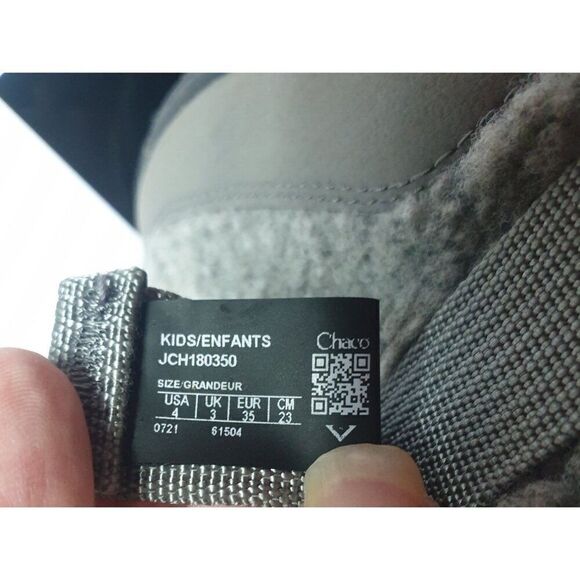 KIDS/ENFANTS
JCH180350
Chaco
SIZE/GRANDEUR
USA UK EUR CM
4 3 35 23
0721 61504